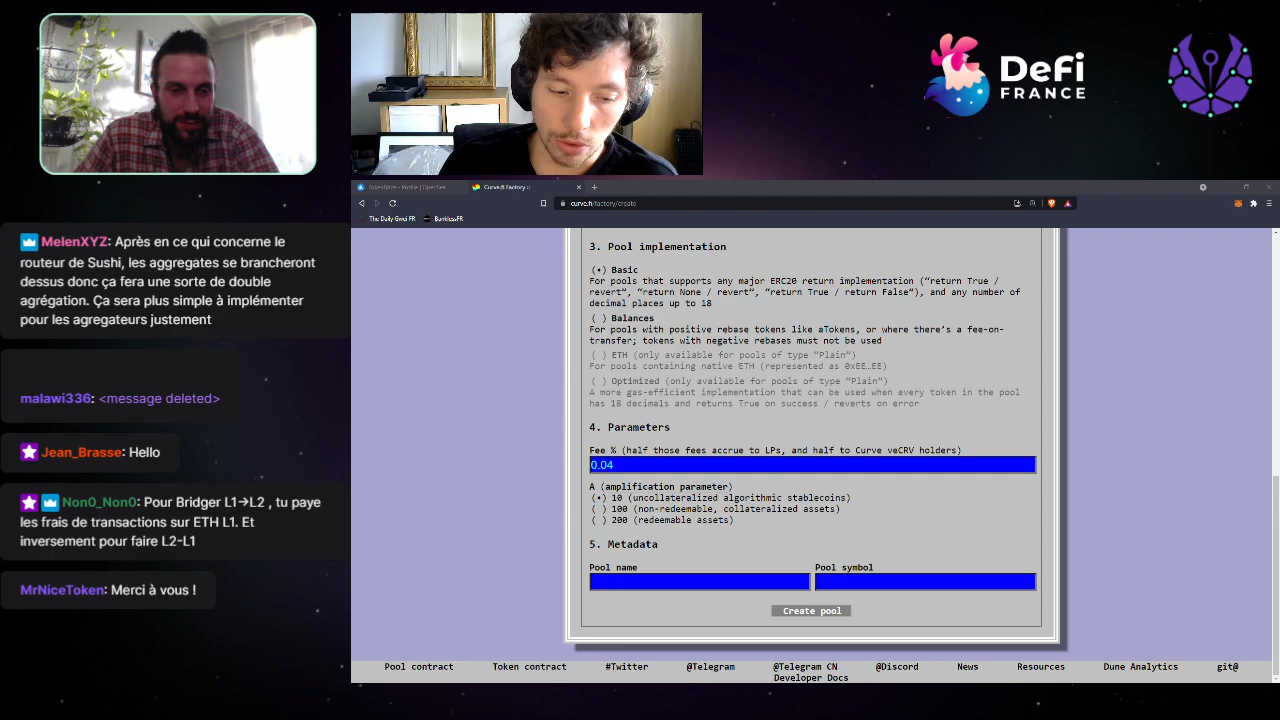 DeFi
FRANCE
TokenBrice - Profile | OpenSea
Curve.fi Factory ::
curve.fi/factory/create
The Daily Gwei FR
BanklessFR
MelenXYZ: Après en ce qui concerne le
routeur de Sushi, les aggregates se brancheront
dessus donc ça fera une sorte de double
agrégation. Ça sera plus simple à implémenter
pour les agregateurs justement
malawi336: <message deleted>
Jean_Brasse: Hello
Non0_Non0: Pour Bridger L1→L2 , tu paye
les frais de transactions sur ETH L1. Et
inversement pour faire L2-L1
MrNiceToken: Merci à vous !
3. Pool implementation
(•) Basic
For pools that supports any major ERC20 return implementation (“return True /
revert”, “return None / revert”, “return True / return False”), and any number of
decimal places up to 18
( ) Balances
For pools with positive rebase tokens like aTokens, or where there’s a fee-on-
transfer; tokens with negative rebases must not be used
( ) ETH (only available for pools of type “Plain”)
For pools containing native ETH (represented as 0xEE…EE)
( ) Optimized (only available for pools of type “Plain”)
A more gas-efficient implementation that can be used when every token in the pool
has 18 decimals and returns True on success / reverts on error
4. Parameters
Fee % (half those fees accrue to LPs, and half to Curve veCRV holders)
0.04
A (amplification parameter)
(•) 10 (uncollateralized algorithmic stablecoins)
( ) 100 (non-redeemable, collateralized assets)
( ) 200 (redeemable assets)
5. Metadata
Pool name
Pool symbol
Create pool
Pool contract
Token contract
#Twitter
@Telegram
@Telegram CN
@Discord
News
Resources
Dune Analytics
git@
Developer Docs